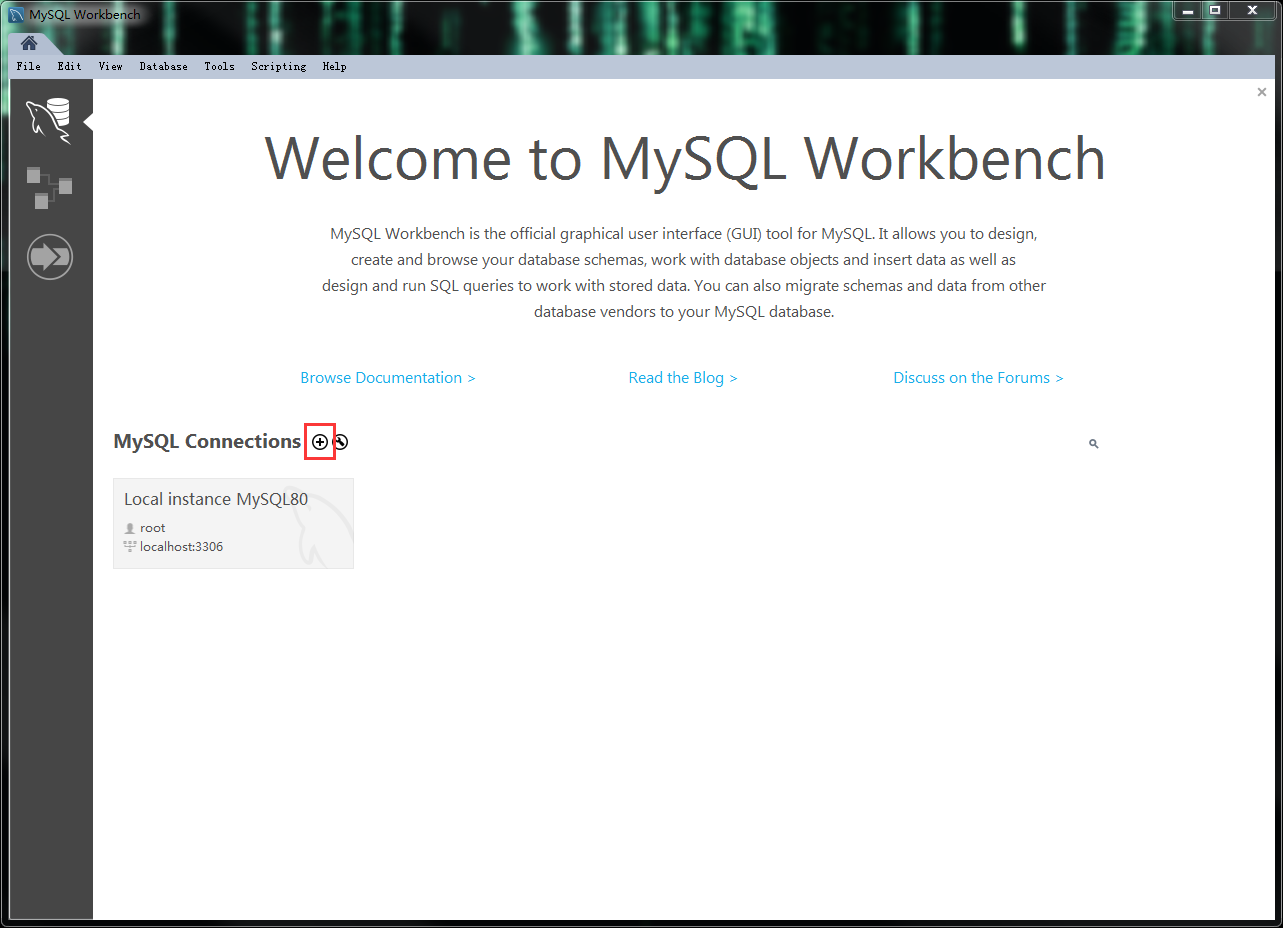 MySQL Workbench
File Edit View Database Tools Scripting Help
Welcome to MySQL Workbench
MySQL Workbench is the official graphical user interface (GUI) tool for MySQL. It allows you to design,
create and browse your database schemas, work with database objects and insert data as well as
design and run SQL queries to work with stored data. You can also migrate schemas and data from other
database vendors to your MySQL database.
Browse Documentation > Read the Blog > Discuss on the Forums >
MySQL Connections
Local instance MySQL80
root
localhost:3306